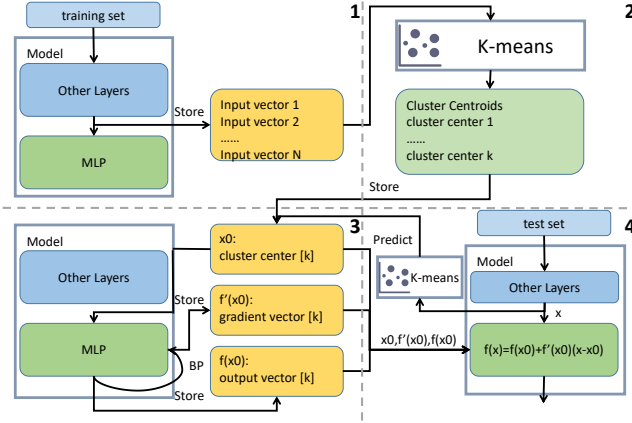 training set
1
Model
Other Layers
Store
MLP
Input vector 1
Input vector 2
......
Input vector N
2
K-means
Cluster Centroids
cluster center 1
......
cluster center k
Store
3
Model
Other Layers
MLP
Store
BP
Store
x0:
cluster center [k]
f'(x0):
gradient vector [k]
f(x0):
output vector [k]
4
test set
Predict
K-means
Model
Other Layers
x
x0,f'(x0),f(x0)
f(x)=f(x0)+f'(x0)(x-x0)